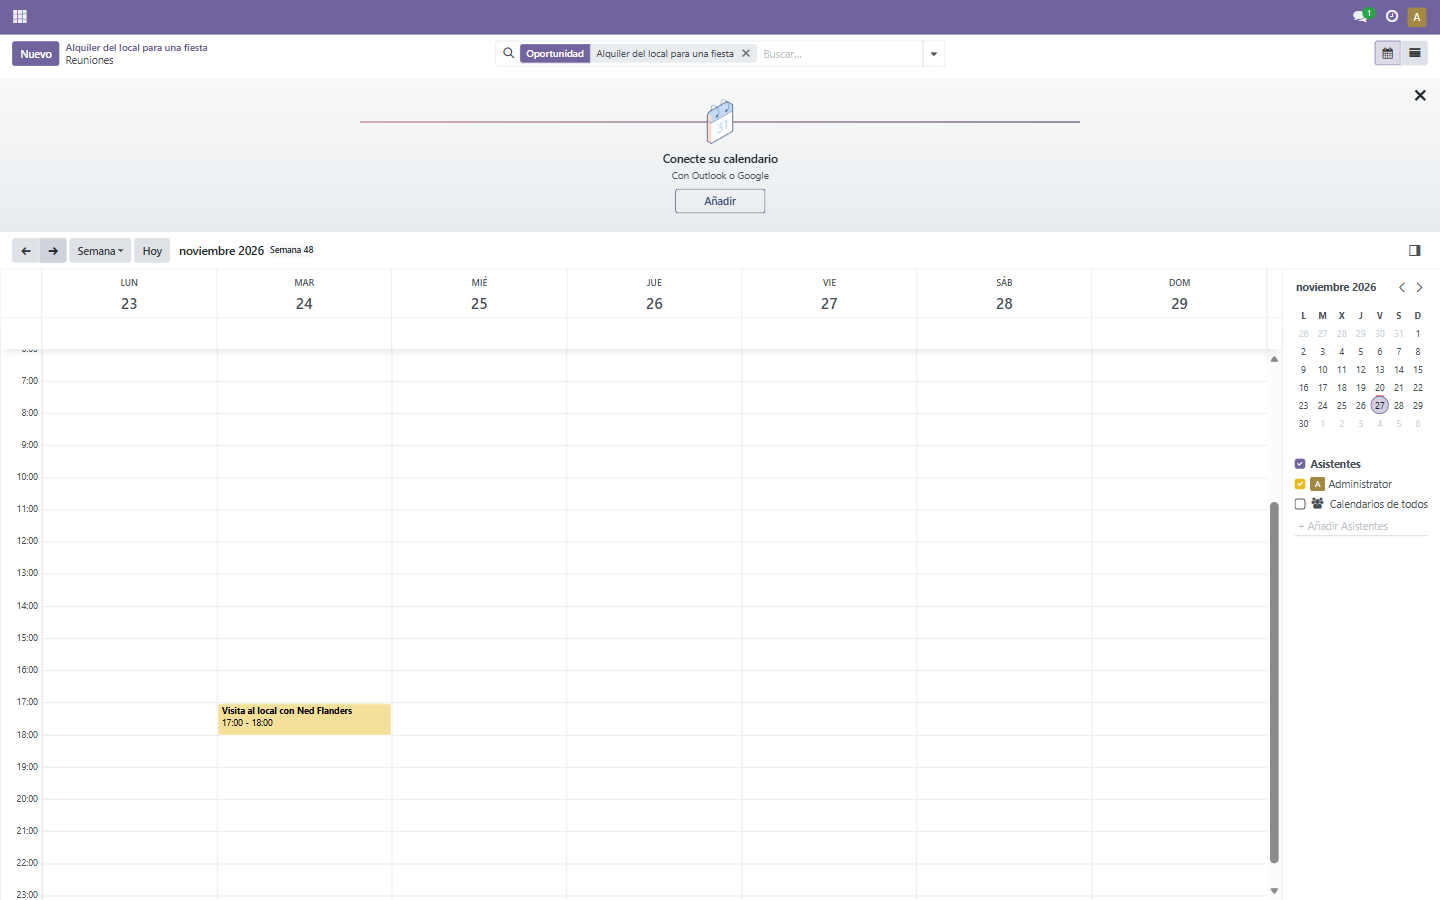 1
A
Nuevo
Alquiler del local para una fiesta
Reuniones
Oportunidad Alquiler del local para una fiesta Buscar...
31
Conecte su calendario
Con Outlook o Google
Añadir
Semana Hoy noviembre 2026 Semana 48
LUN MAR MIÉ JUE VIE SÁB DOM
23 24 25 26 27 28 29
7:00
8:00
9:00
10:00
11:00
12:00
13:00
14:00
15:00
16:00
17:00
Visita al local con Ned Flanders
17:00 - 18:00
18:00
19:00
20:00
21:00
22:00
23:00
noviembre 2026
L M X J V S D
26 27 28 29 30 31 1
2 3 4 5 6 7 8
9 10 11 12 13 14 15
16 17 18 19 20 21 22
23 24 25 26 27 28 29
30 1 2 3 4 5 6
Asistentes
A Administrator
Calendarios de todos
+ Añadir Asistentes